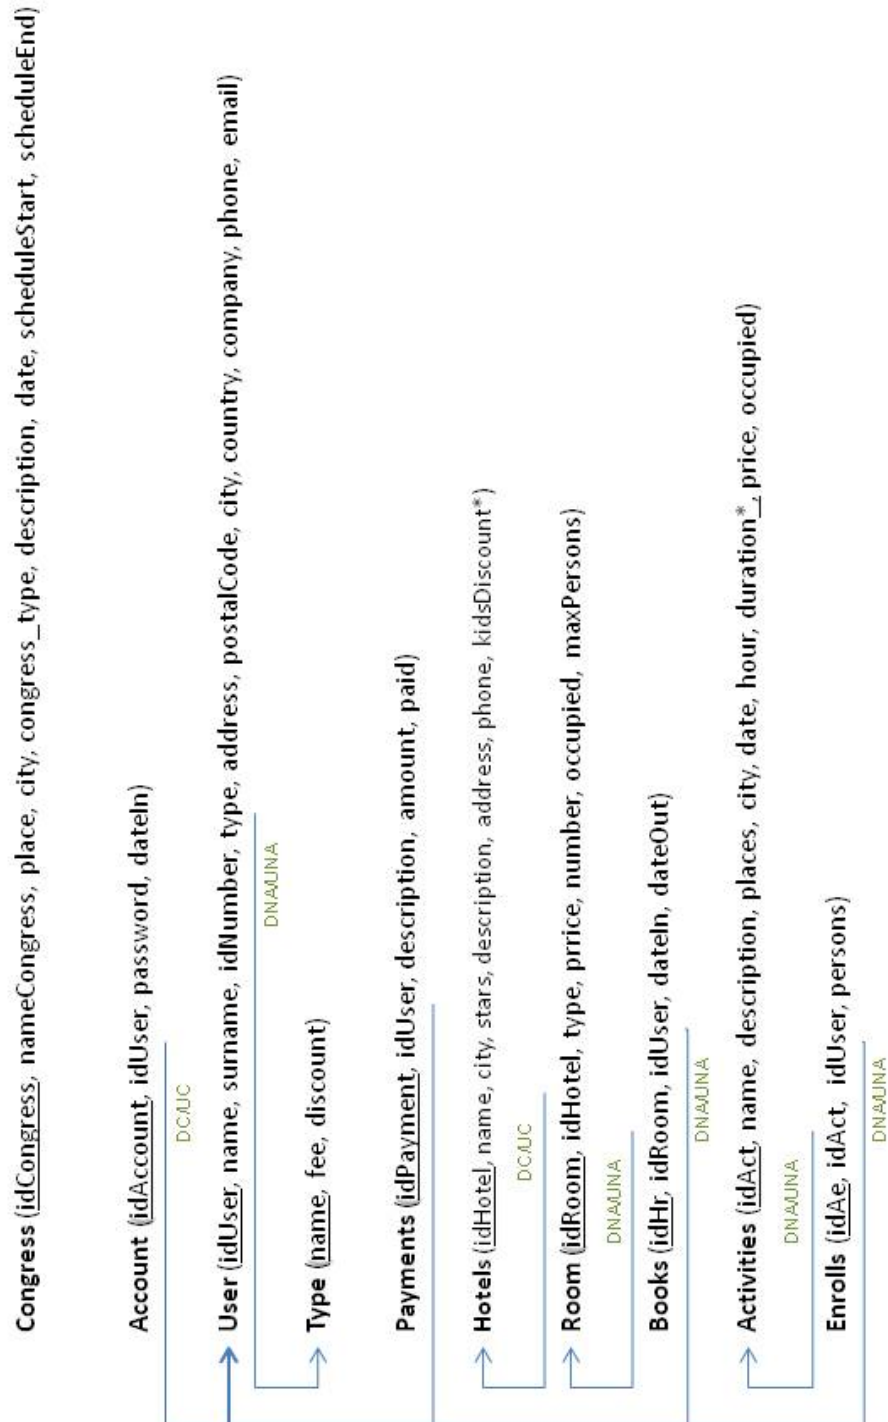 Congress (idCongress, nameCongress, place, city, congress_type, description, date, scheduleStart, scheduleEnd)
Account (idAccount, idUser, password, dateIn)
DC/UC
User (idUser, name, surname, idNumber, type, address, postalCode, city, country, company, phone, email)
DNA/UNA
Type (name, fee, discount)
Payments (idPayment, idUser, description, amount, paid)
Hotels (idHotel, name, city, stars, description, address, phone, kidsDiscount*)
DC/UC
Room (idRoom, idHotel, type, prrice, number, occupied, maxPersons)
DNA/UNA
Books (idHr, idRoom, idUser, dateIn, dateOut)
DNA/UNA
Activities (idAct, name, description, places, city, date, hour, duration*, price, occupied)
DNA/UNA
Enrolls (idAe, idAct, idUser, persons)
DNA/UNA